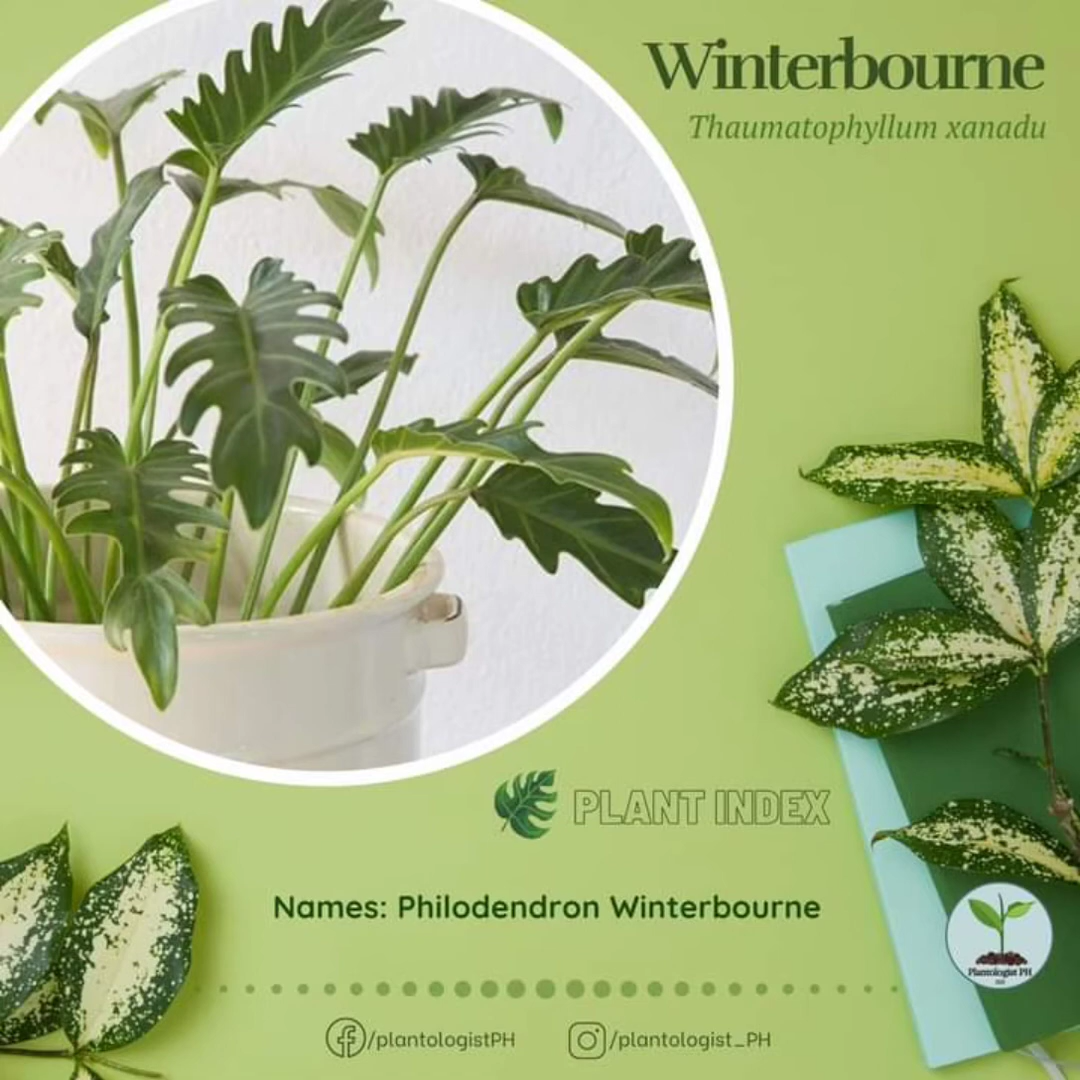 Winterbourne
Thaumatophyllum xanadu
PLANT INDEX
Names: Philodendron Winterbourne
Plantologist PH
/plantologistPH
/plantologist_PH